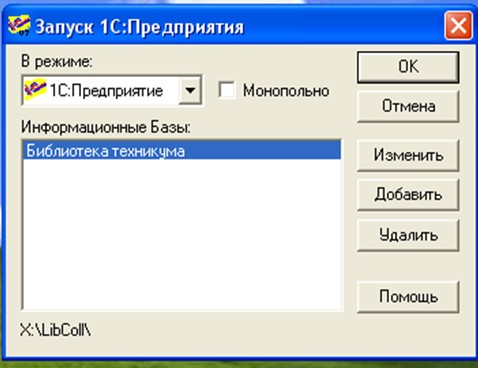 Запуск 1С:Предприятия
В режиме:
1С:Предприятие
Монопольно
Информационные Базы:
Библиотека техникума
X:\LibColl\
OK
Отмена
Изменить
Добавить
Удалить
Помощь